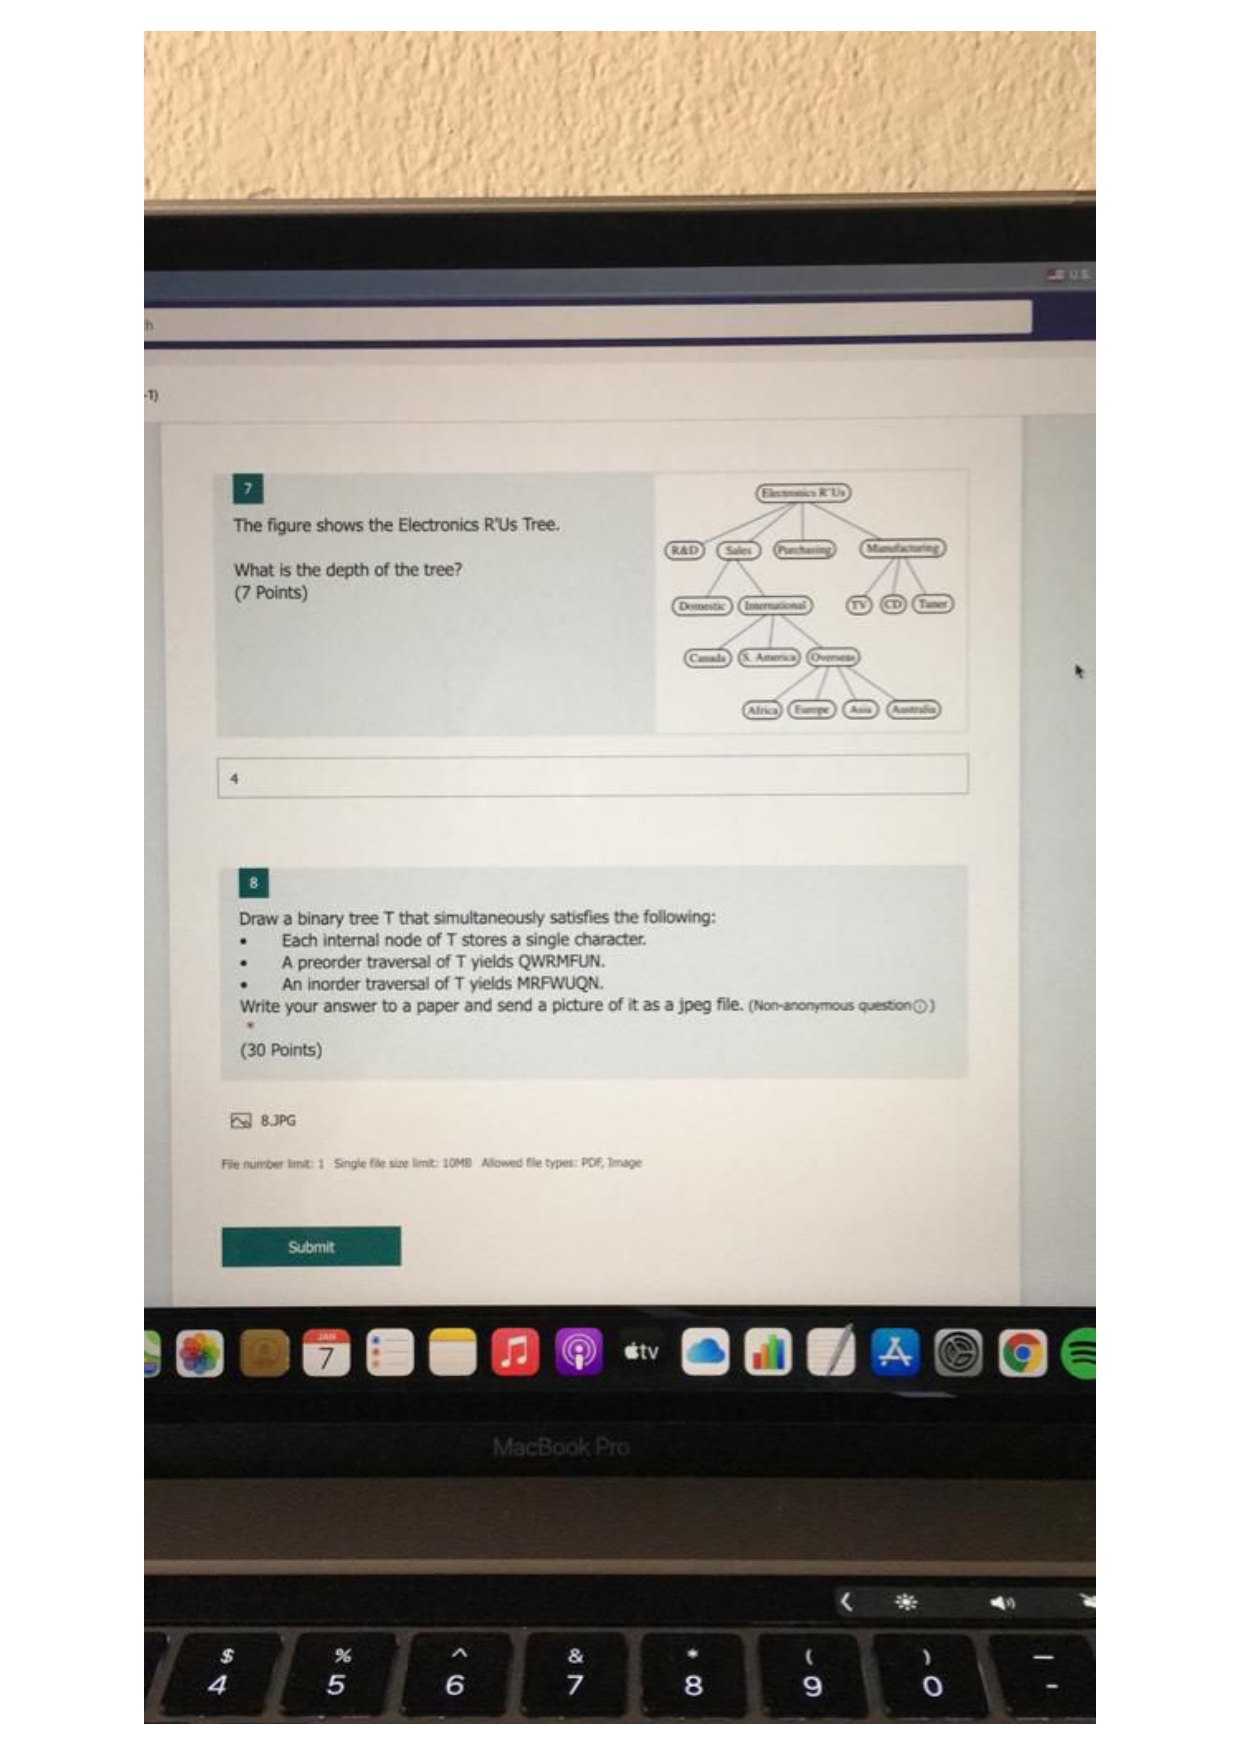 U.S.
h
-1)
7
The figure shows the Electronics R'Us Tree.
What is the depth of the tree?
(7 Points)
Electronics R'Us
R&D Sales Purchasing Manufacturing
Domestic International TV CD Tuner
Canada S. America Overseas
Africa Europe Asia Australia
4
8
Draw a binary tree T that simultaneously satisfies the following:
• Each internal node of T stores a single character.
• A preorder traversal of T yields QWRMFUN.
• An inorder traversal of T yields MRFWUQN.
Write your answer to a paper and send a picture of it as a jpeg file. (Non-anonymous question ⓘ)
*
(30 Points)
8.JPG
File number limit: 1 Single file size limit: 10MB Allowed file types: PDF, Image
Submit
JAN
7
tv
MacBook Pro
$ % ^ & * ( ) —
4 5 6 7 8 9 0 -